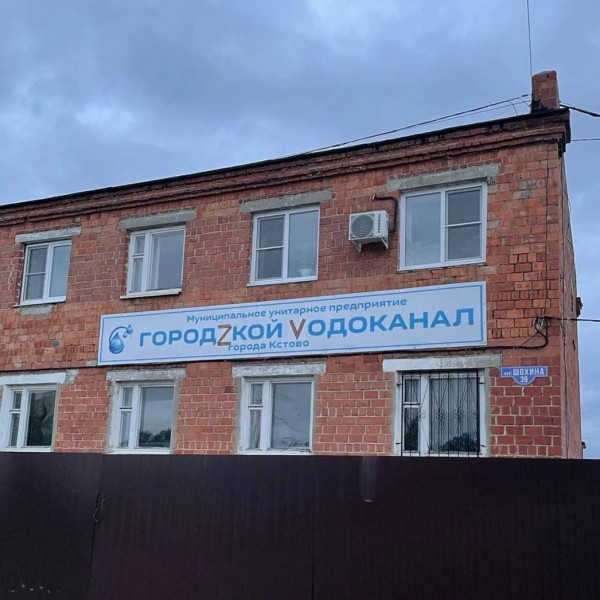 Муниципальное унитарное предприятие
ГОРОДZКОЙ VОДОКАНАЛ
города Кстово
ШОХИНА
39